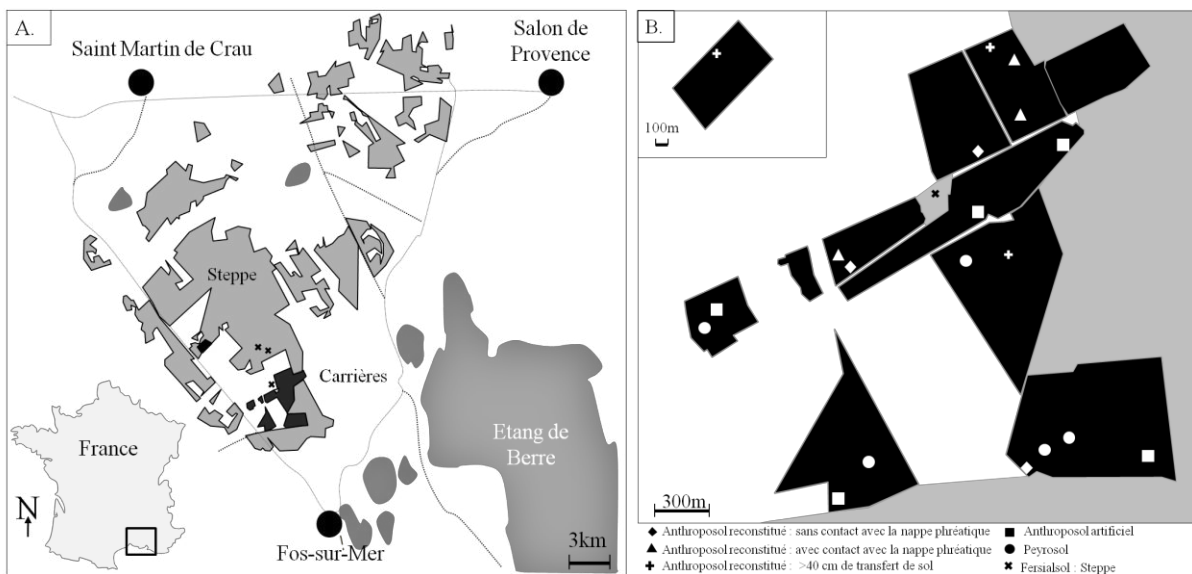 A.
Saint Martin de Crau
Salon de
Provence
Steppe
Carrières
France
N
Etang de
Berre
Fos-sur-Mer
3km
B.
100m
300m
Anthroposol reconstitué : sans contact avec la nappe phréatique
Anthroposol reconstitué : avec contact avec la nappe phréatique
Anthroposol reconstitué : >40 cm de transfert de sol
Anthroposol artificiel
Peyrosol
Fersialsol : Steppe